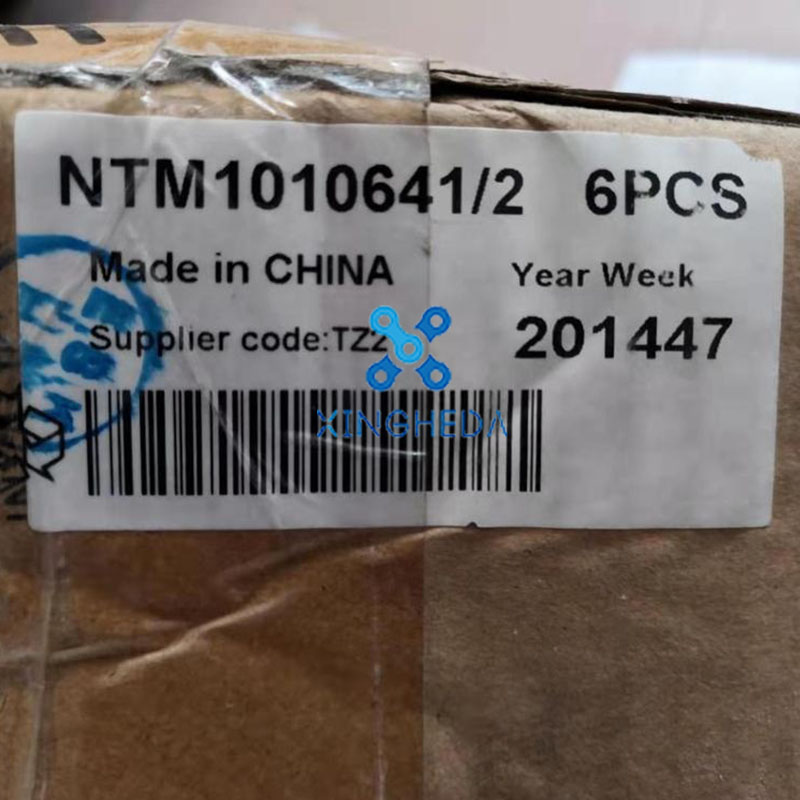 NTM1010641/2 6PCS
Made in CHINA Year Week
Supplier code:TZ2 201447
XINGHEDA